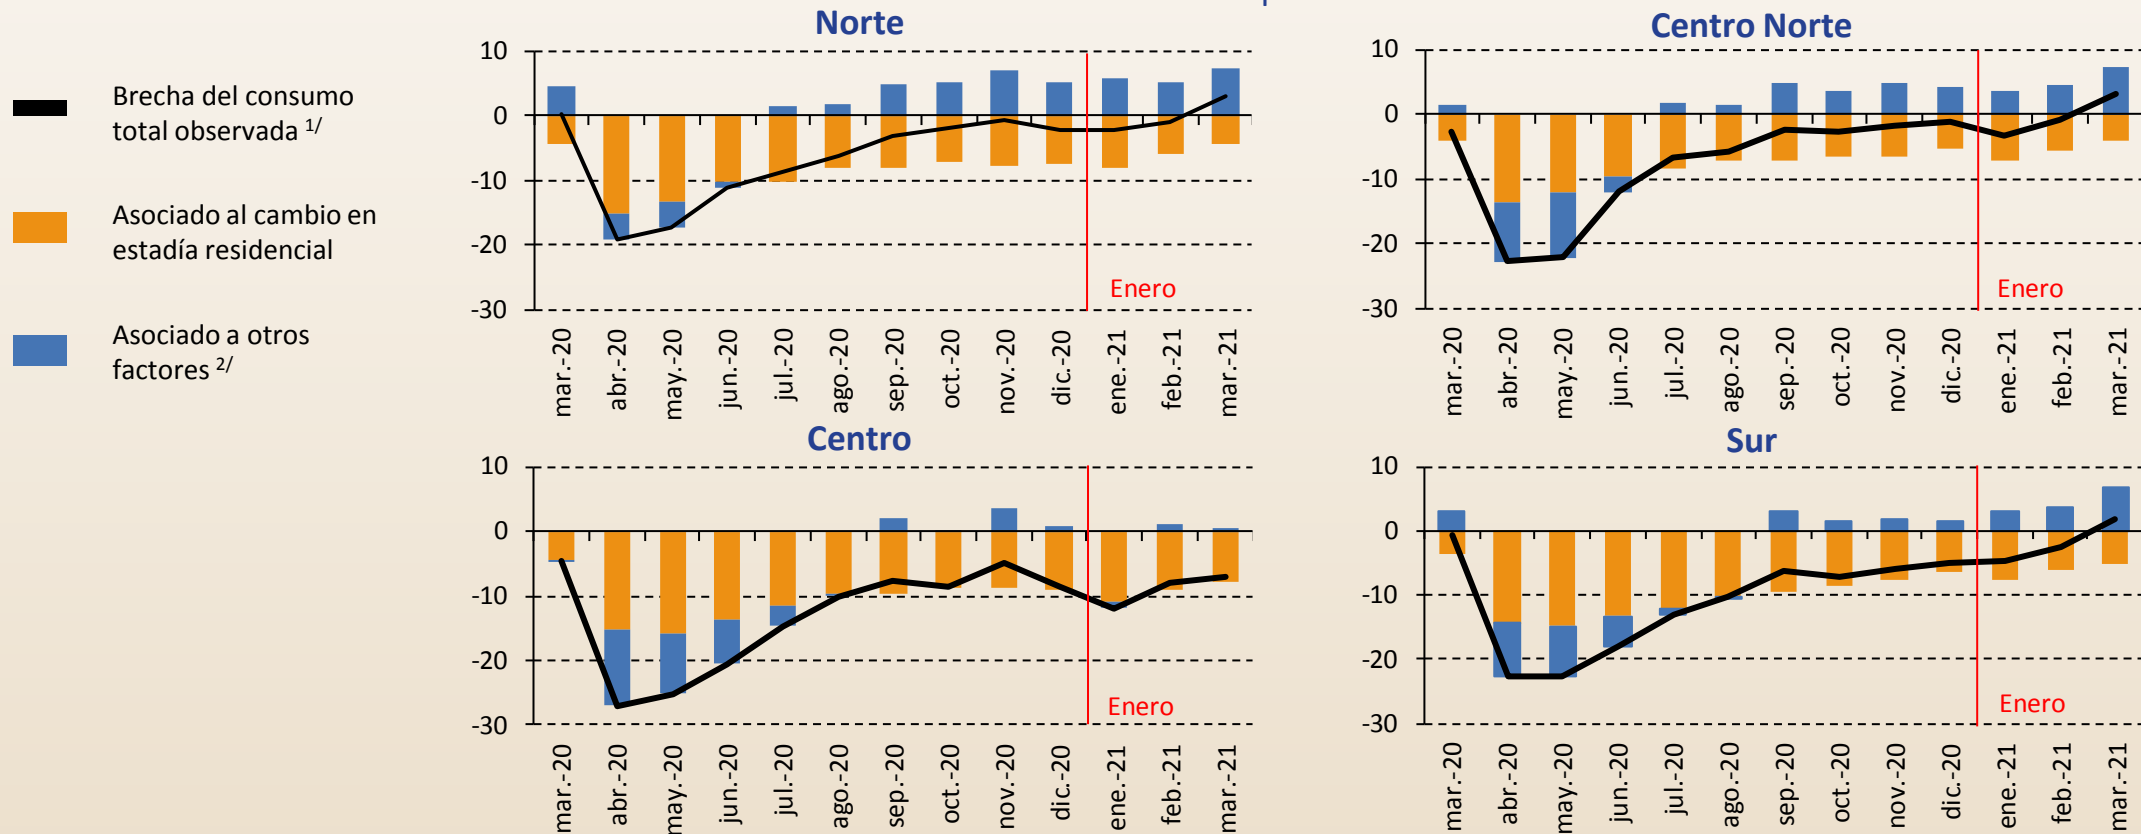 Brecha del consumo
total observada 1/
Asociado al cambio en
estadía residencial
Asociado a otros
factores 2/
Norte
10
0
-10
-20
-30
Enero
mar.-20
abr.-20
may.-20
jun.-20
jul.-20
ago.-20
sep.-20
oct.-20
nov.-20
dic.-20
ene.-21
feb.-21
mar.-21
Centro Norte
10
0
-10
-20
-30
Enero
mar.-20
abr.-20
may.-20
jun.-20
jul.-20
ago.-20
sep.-20
oct.-20
nov.-20
dic.-20
ene.-21
feb.-21
mar.-21
Centro
10
0
-10
-20
-30
Enero
mar.-20
abr.-20
may.-20
jun.-20
jul.-20
ago.-20
sep.-20
oct.-20
nov.-20
dic.-20
ene.-21
feb.-21
mar.-21
Sur
10
0
-10
-20
-30
Enero
mar.-20
abr.-20
may.-20
jun.-20
jul.-20
ago.-20
sep.-20
oct.-20
nov.-20
dic.-20
ene.-21
feb.-21
mar.-21